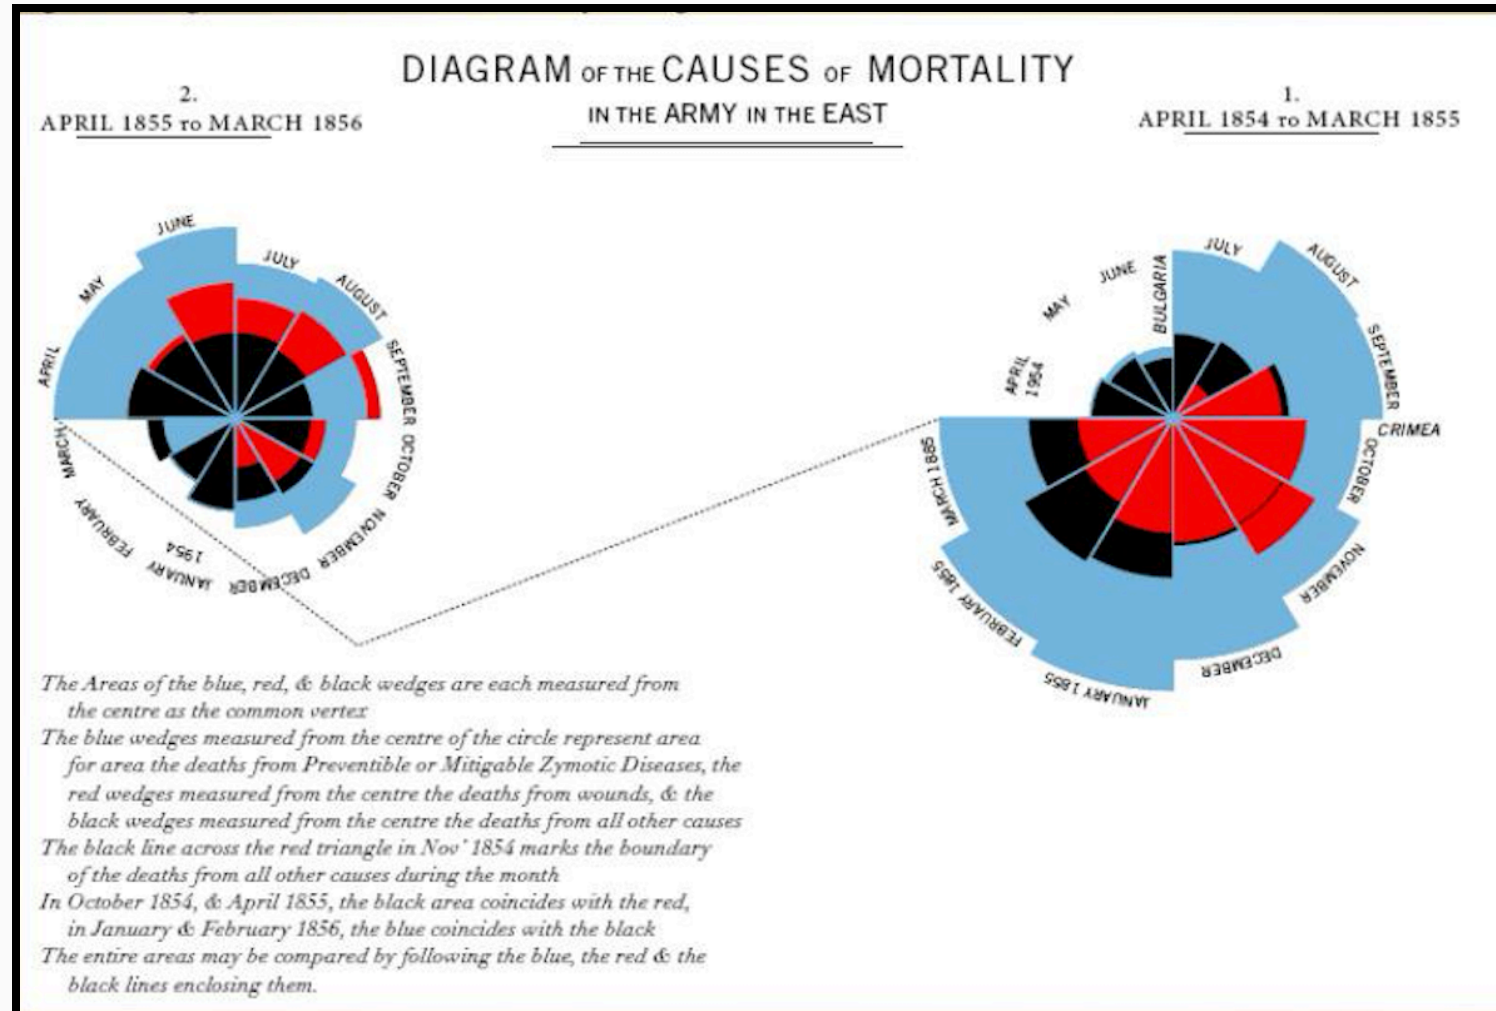 DIAGRAM OF THE CAUSES OF MORTALITY
IN THE ARMY IN THE EAST
2.
APRIL 1855 TO MARCH 1856
1.
APRIL 1854 TO MARCH 1855
JUNE
JULY
MAY
AUGUST
APRIL
SEPTEMBER
OCTOBER
MARCH
NOVEMBER
FEBRUARY
1954
JANUARY
DECEMBER
JULY
AUGUST
JUNE
BULGARIA
MAY
SEPTEMBER
APRIL
1954
CRIMEA
OCTOBER
MARCH 1885
NOVEMBER
FEBRUARY 1855
DECEMBER
JANUARY 1855
The Areas of the blue, red, & black wedges are each measured from
the centre as the common vertex
The blue wedges measured from the centre of the circle represent area
for area the deaths from Preventible or Mitigable Zymotic Diseases, the
red wedges measured from the centre the deaths from wounds, & the
black wedges measured from the centre the deaths from all other causes
The black line across the red triangle in Nov' 1854 marks the boundary
of the deaths from all other causes during the month
In October 1854, & April 1855, the black area coincides with the red,
in January & February 1856, the blue coincides with the black
The entire areas may be compared by following the blue, the red & the
black lines enclosing them.